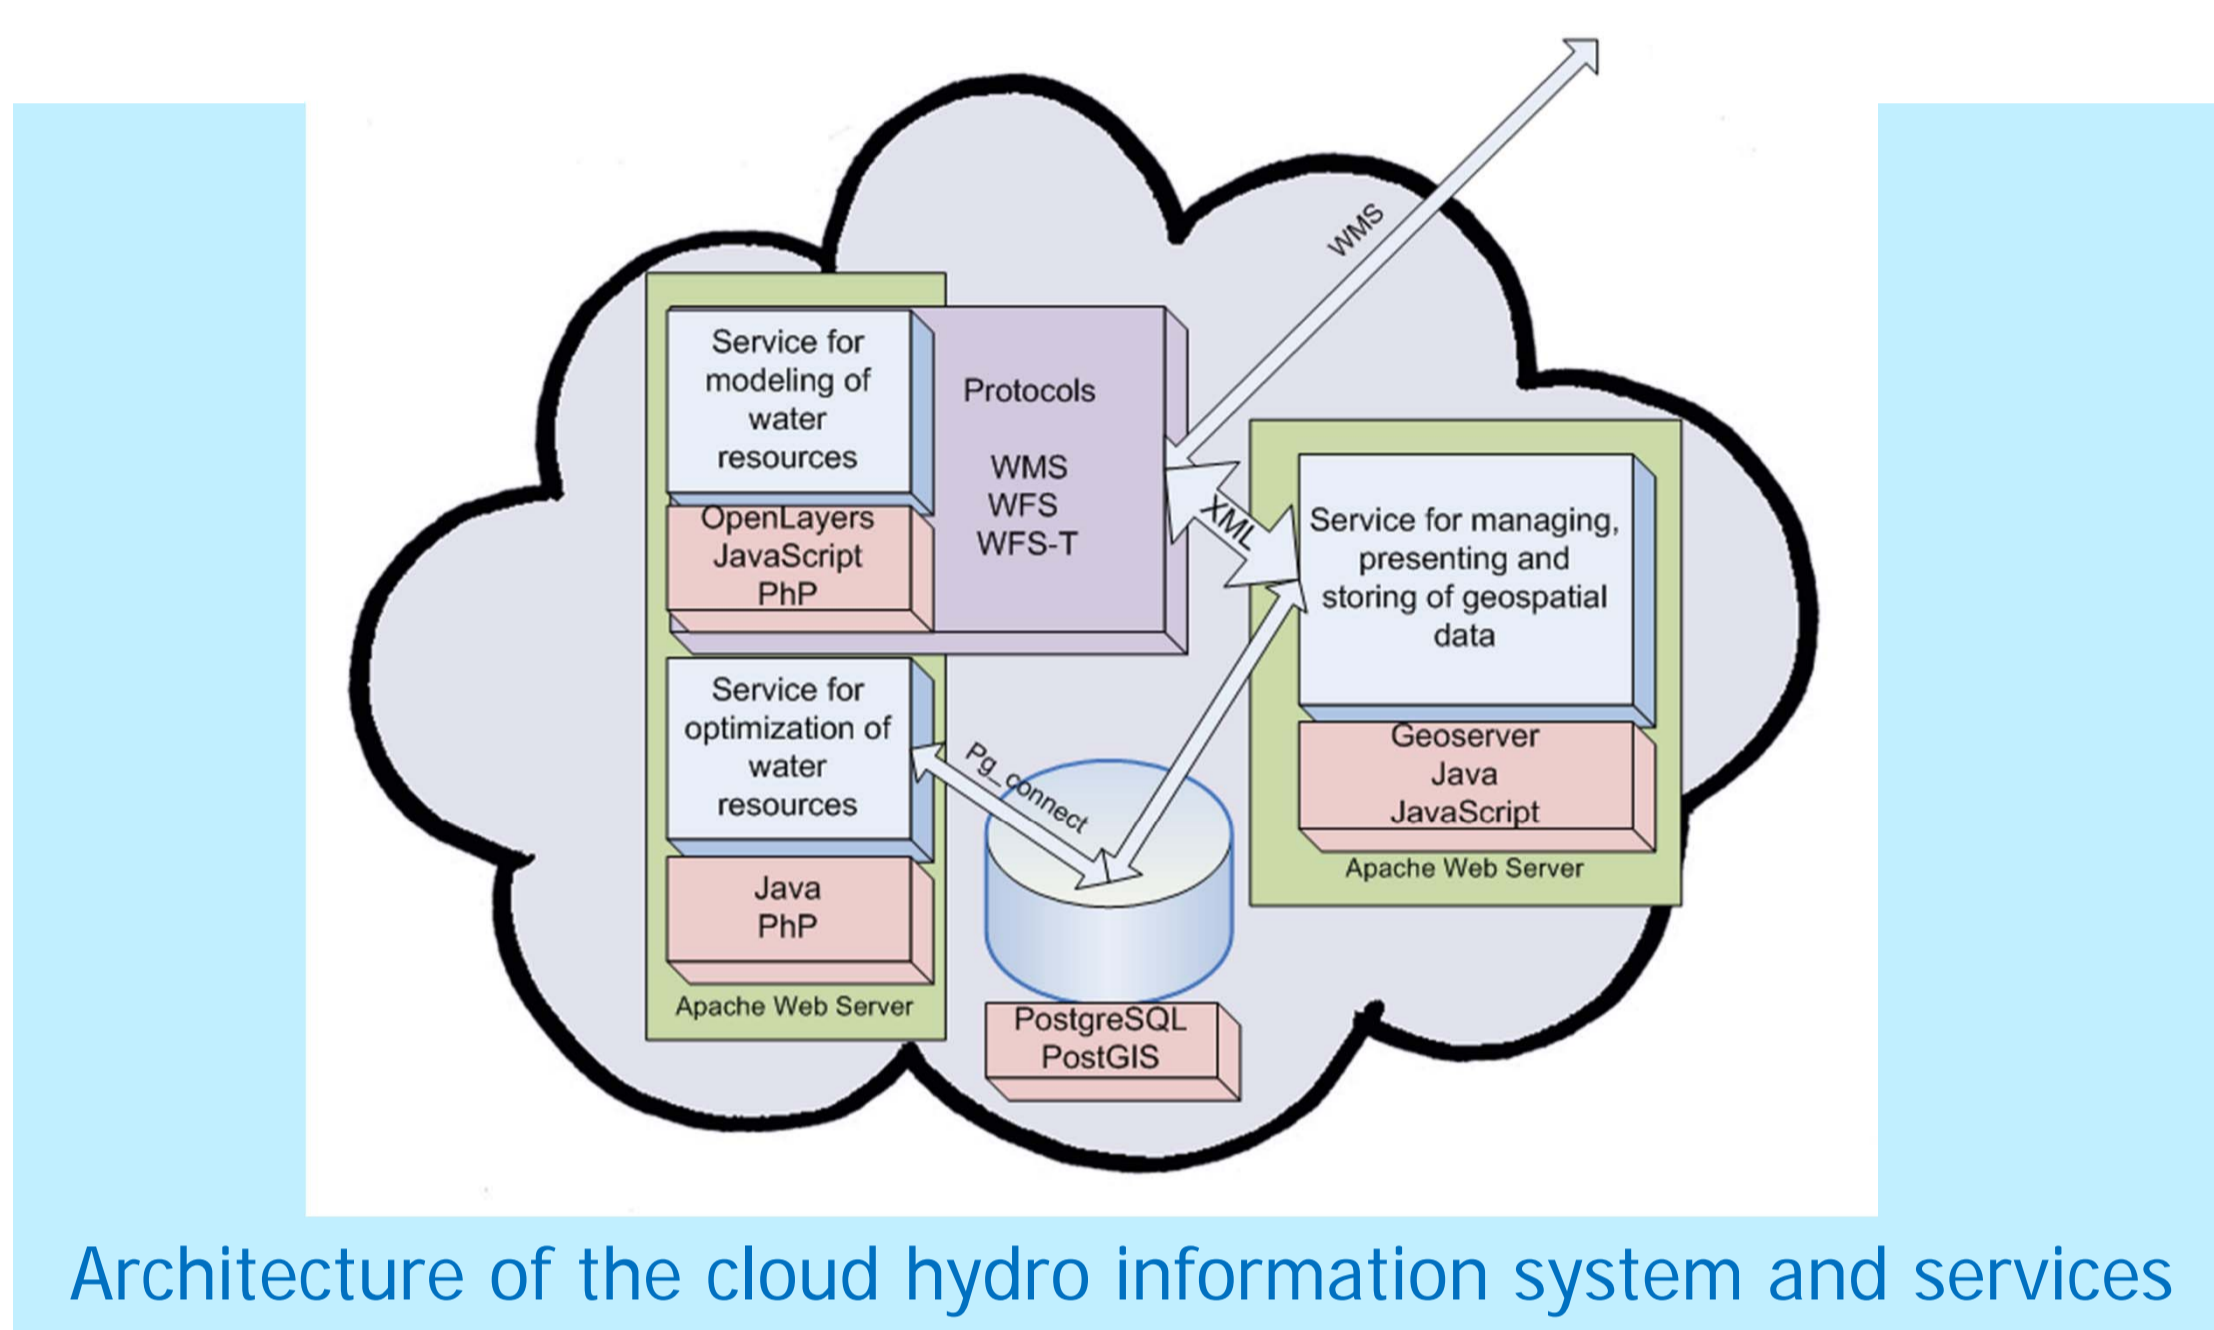 WMS
Service for
modeling of
water
resources
OpenLayers
JavaScript
PhP
Protocols
WMS
WFS
WFS-T
XML
Service for managing,
presenting and
storing of geospatial
data
Geoserver
Java
JavaScript
Apache Web Server
Service for
optimization of
water
resources
Java
PhP
Apache Web Server
Pg_connect
PostgreSQL
PostGIS
Architecture of the cloud hydro information system and services